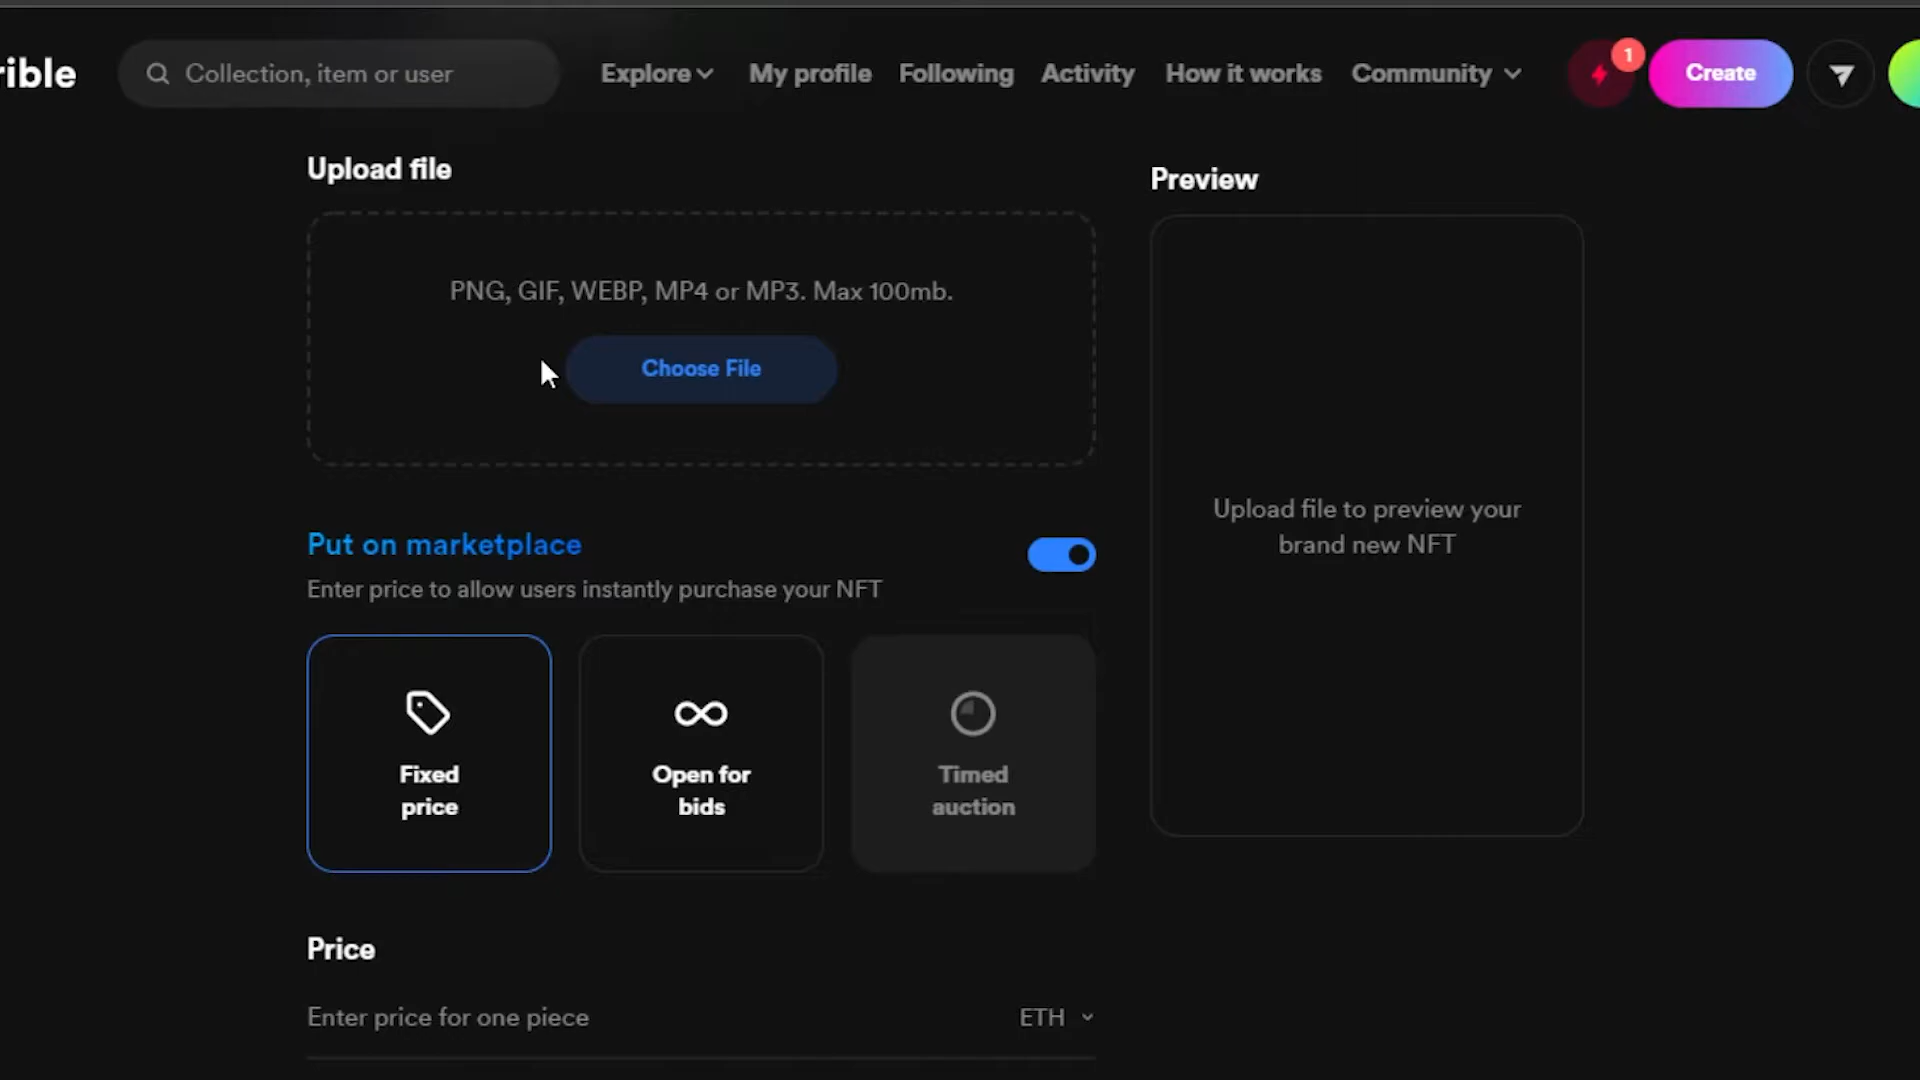 rible
Collection, item or user
Explore
My profile
Following
Activity
How it works
Community
1
Create
Upload file
PNG, GIF, WEBP, MP4 or MP3. Max 100mb.
Choose File
Preview
Upload file to preview your
brand new NFT
Put on marketplace
Enter price to allow users instantly purchase your NFT
Fixed
price
Open for
bids
Timed
auction
Price
Enter price for one piece
ETH